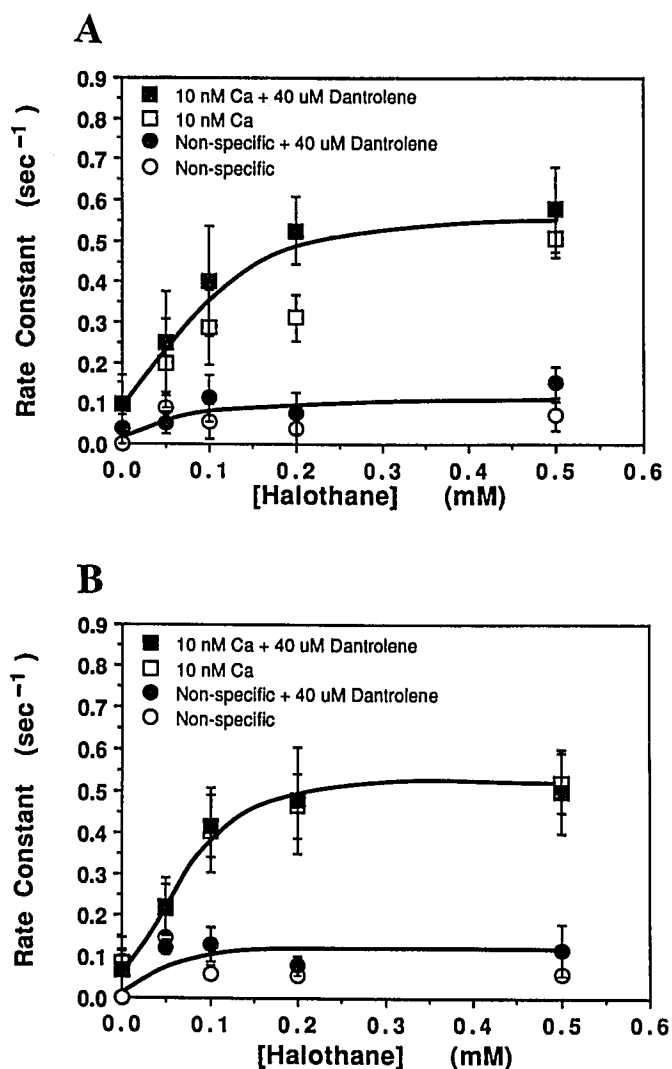 A
0.9
0.8
0.7
0.6
0.5
0.4
0.3
0.2
0.1
0.0
Rate Constant (sec−1)
10 nM Ca + 40 uM Dantrolene
10 nM Ca
Non-specific + 40 uM Dantrolene
Non-specific
0.0 0.1 0.2 0.3 0.4 0.5 0.6
[Halothane] (mM)
B
0.9
0.8
0.7
0.6
0.5
0.4
0.3
0.2
0.1
0.0
Rate Constant (sec−1)
10 nM Ca + 40 uM Dantrolene
10 nM Ca
Non-specific + 40 uM Dantrolene
Non-specific
0.0 0.1 0.2 0.3 0.4 0.5 0.6
[Halothane] (mM)